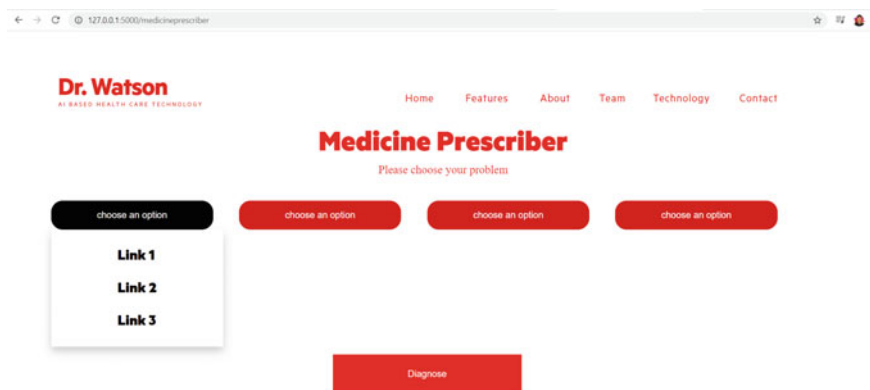 127.0.0.1:5000/medicineprescriber
Dr. Watson
AI BASED HEALTH CARE TECHNOLOGY
Home Features About Team Technology Contact
Medicine Prescriber
Please choose your problem
choose an option choose an option choose an option choose an option
Link 1
Link 2
Link 3
Diagnose